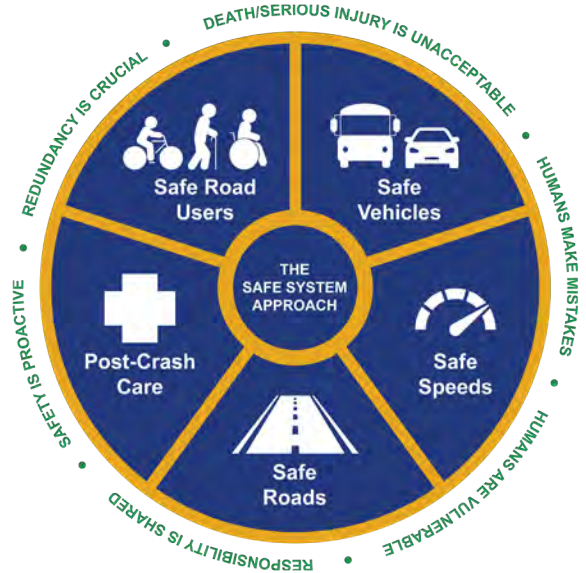 DEATH/SERIOUS INJURY IS UNACCEPTABLE
HUMANS MAKE MISTAKES
HUMANS ARE VULNERABLE
RESPONSIBILITY IS SHARED
SAFETY IS PROACTIVE
REDUNDANCY IS CRUCIAL
Safe Road
Users
Safe
Vehicles
Safe
Speeds
Safe
Roads
Post-Crash
Care
THE
SAFE SYSTEM
APPROACH